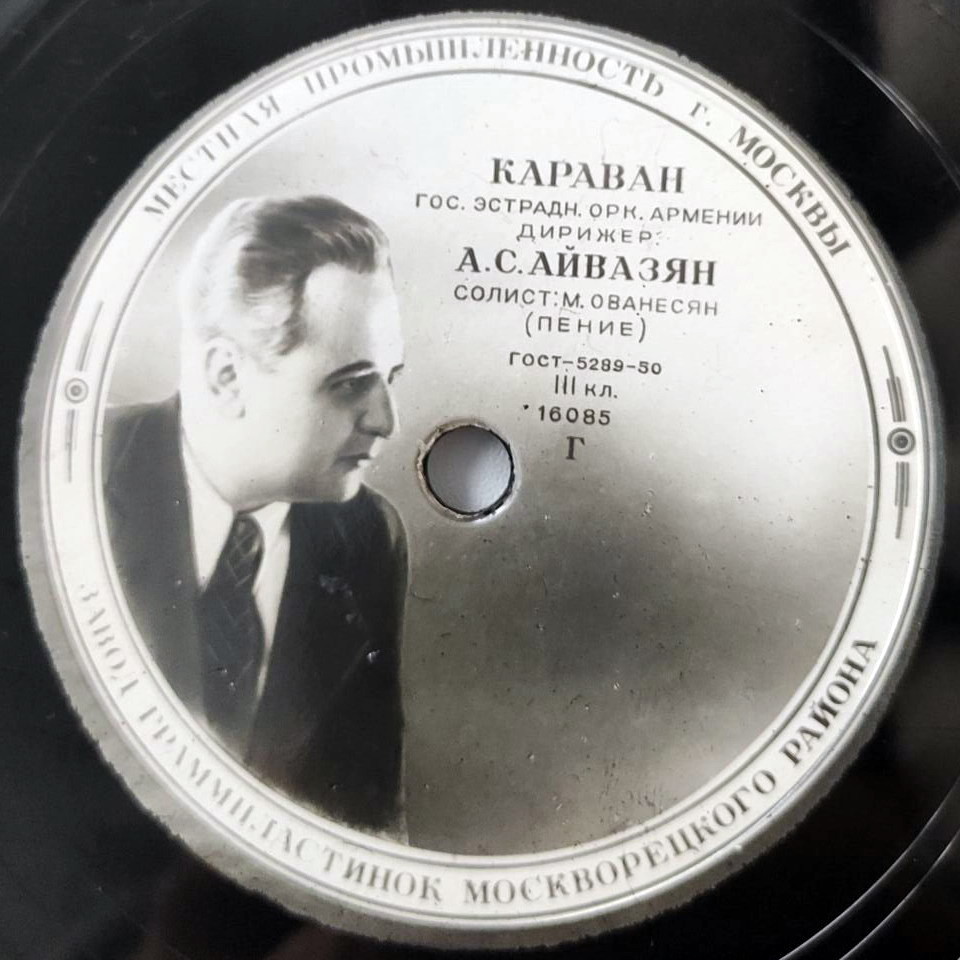 МЕСТНАЯ ПРОМЫШЛЕННОСТЬ г. МОСКВЫ
КАРАВАН
ГОС. ЭСТРАДН. ОРК. АРМЕНИИ
ДИРИЖЕР:
А.С. АЙВАЗЯН
СОЛИСТ: М. ОВАНЕСЯН
(ПЕНИЕ)
ГОСТ-5289-50
III кл.
16085
Г
ЗАВОД ГРАММПЛАСТИНОК МОСКВОРЕЦКОГО РАЙОНА